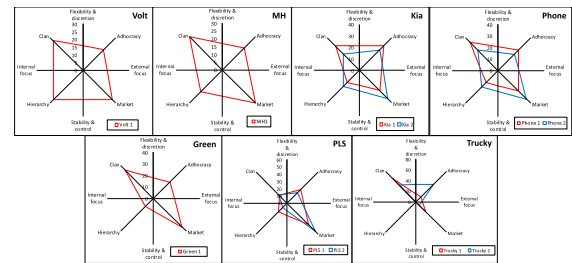 Volt
Flexibility &
discretion
30
25
20
15
10
5
0
Clan
Adhocracy
Internal
focus
External
focus
Hierarchy
Market
Stability &
control
Volt 1
MH
Flexibility &
discretion
Clan
Adhocracy
Internal
focus
External
focus
Hierarchy
Market
Stability &
control
MH1
Kia
Flexibility &
discretion
40
30
20
10
0
Clan
Adhocracy
Internal
focus
External
focus
Hierarchy
Market
Stability &
control
Kia 1 Kia 2
Phone
Flexibility &
discretion
40
30
20
10
0
Clan
Adhocracy
Internal
focus
External
focus
Hierarchy
Market
Stability &
control
Phone 1 Phone 2
Green
Flexibility
&
discretion
40
30
20
10
0
Clan
Adhocracy
Internal
focus
External
focus
Hierarchy
Market
Stability &
control
Green 1
PLS
Flexibility
&
discretion
60
50
40
30
20
10
0
Clan
Adhocracy
Internal
focus
External
focus
Hierarchy
Market
Stability &
control
PLS 1 PLS 2
Trucky
Flexibility
&
discretion
80
60
40
20
0
Clan
Adhocracy
Internal
focus
External
focus
Hierarchy
Market
Stability &
control
Trucky 1 Trucky 2